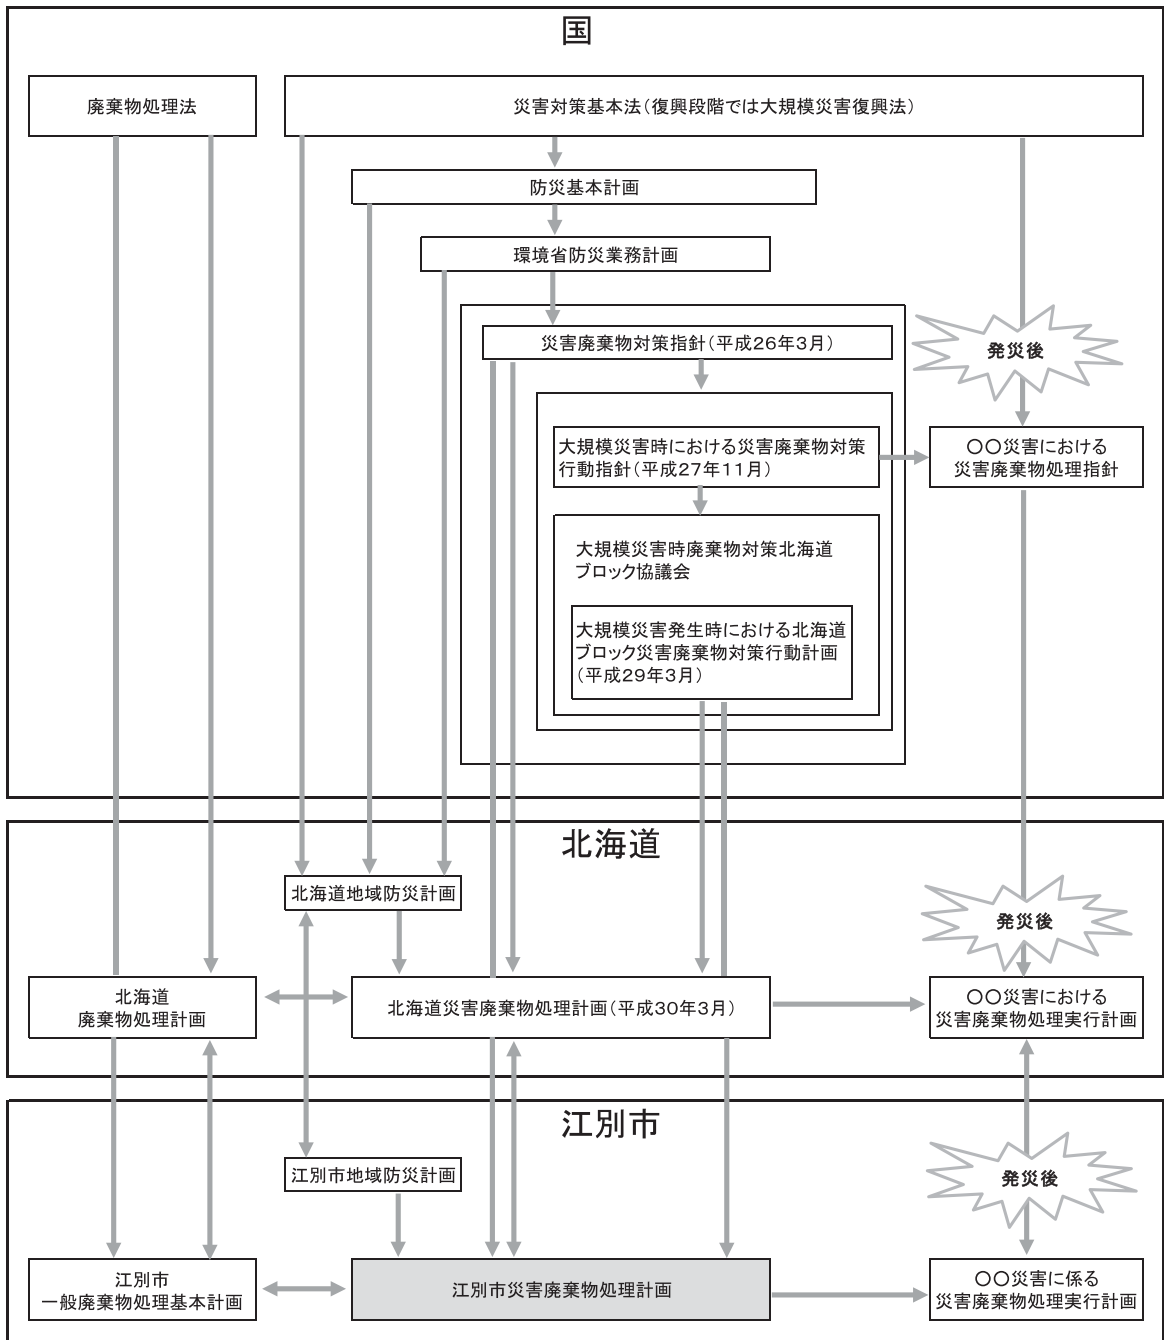 国
廃棄物処理法
災害対策基本法（復興段階では大規模災害復興法）
防災基本計画
環境省防災業務計画
災害廃棄物対策指針（平成26年3月）
発災後
大規模災害時における災害廃棄物対策
行動指針（平成27年11月）
〇〇災害における
災害廃棄物処理指針
大規模災害時廃棄物対策北海道
ブロック協議会
大規模災害発生時における北海道
ブロック災害廃棄物対策行動計画
（平成29年3月）
北海道
北海道地域防災計画
発災後
北海道
廃棄物処理計画
北海道災害廃棄物処理計画（平成30年3月）
〇〇災害における
災害廃棄物処理実行計画
江別市
江別市地域防災計画
発災後
江別市
一般廃棄物処理基本計画
江別市災害廃棄物処理計画
〇〇災害に係る
災害廃棄物処理実行計画